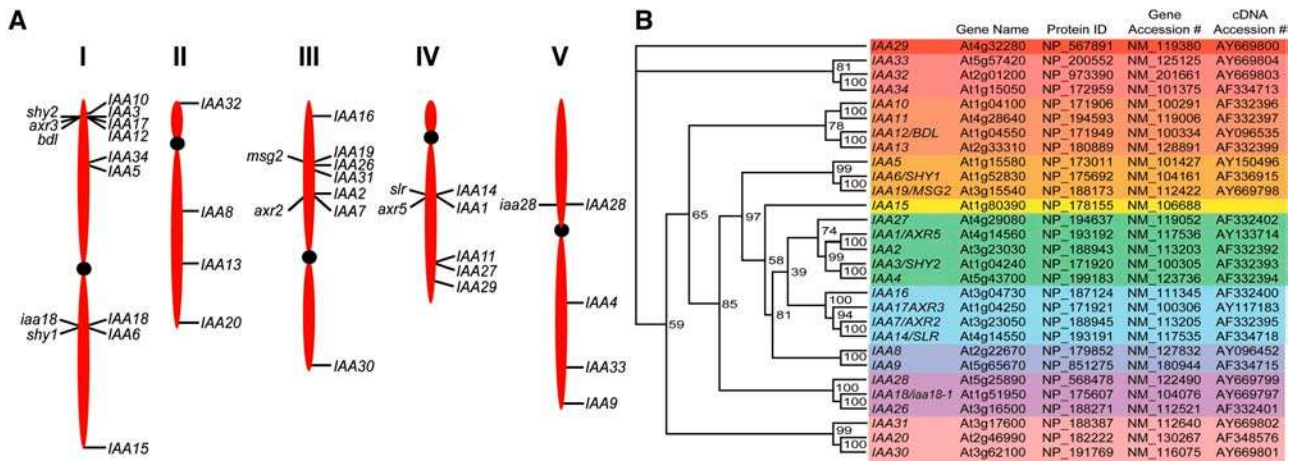 A
I
II
III
IV
V
shy2
axr3
bdl
IAA10
IAA3
IAA17
IAA12
IAA34
IAA5
iaa18
shy1
IAA18
IAA6
IAA15
IAA32
IAA8
IAA13
IAA20
IAA16
msg2
IAA19
IAA26
IAA31
axr2
IAA2
IAA7
IAA30
slr
axr5
IAA14
IAA1
IAA11
IAA27
IAA29
iaa28
IAA28
IAA4
IAA33
IAA9
B
Gene Name Protein ID Gene Accession # cDNA Accession #
IAA29 At4g32280 NP_567891 NM_119380 AY669800
IAA33 At5g57420 NP_200552 NM_125125 AY669804
IAA32 At2g01200 NP_973390 NM_201661 AY669803
IAA34 At1g15050 NP_172959 NM_101375 AF334713
IAA10 At1g04100 NP_171906 NM_100291 AF332396
IAA11 At4g28640 NP_194593 NM_119006 AF332397
IAA12/BDL At1g04550 NP_171949 NM_100334 AY096535
IAA13 At2g33310 NP_180889 NM_128891 AF332399
IAA5 At1g15580 NP_173011 NM_101427 AY150496
IAA6/SHY1 At1g52830 NP_175692 NM_104161 AF336915
IAA19/MSG2 At3g15540 NP_188173 NM_112422 AY669798
IAA15 At1g80390 NP_178155 NM_106688
IAA27 At4g29080 NP_194637 NM_119052 AF332402
IAA1/AXR5 At4g14560 NP_193192 NM_117536 AY133714
IAA2 At3g23030 NP_188943 NM_113203 AF332392
IAA3/SHY2 At1g04240 NP_171920 NM_100305 AF332393
IAA4 At5g43700 NP_199183 NM_123736 AF332394
IAA16 At3g04730 NP_187124 NM_111345 AF332400
IAA17AXR3 At1g04250 NP_171921 NM_100306 AY117183
IAA7/AXR2 At3g23050 NP_188945 NM_113205 AF332395
IAA14/SLR At4g14550 NP_193191 NM_117535 AF334718
IAA8 At2g22670 NP_179852 NM_127832 AY096452
IAA9 At5g65670 NP_851275 NM_180944 AF334715
IAA28 At5g25890 NP_568478 NM_122490 AY669799
IAA18/iaa18-1 At1g51950 NP_175607 NM_104076 AY669797
IAA26 At3g16500 NP_188271 NM_112521 AF332401
IAA31 At3g17600 NP_188387 NM_112640 AY669802
IAA20 At2g46990 NP_182222 NM_130267 AF348576
IAA30 At3g62100 NP_191769 NM_116075 AY669801
81
100
78
100
99
100
97
65
74
100
99
100
58
39
100
94
100
85
81
59
100
100
100
99
100